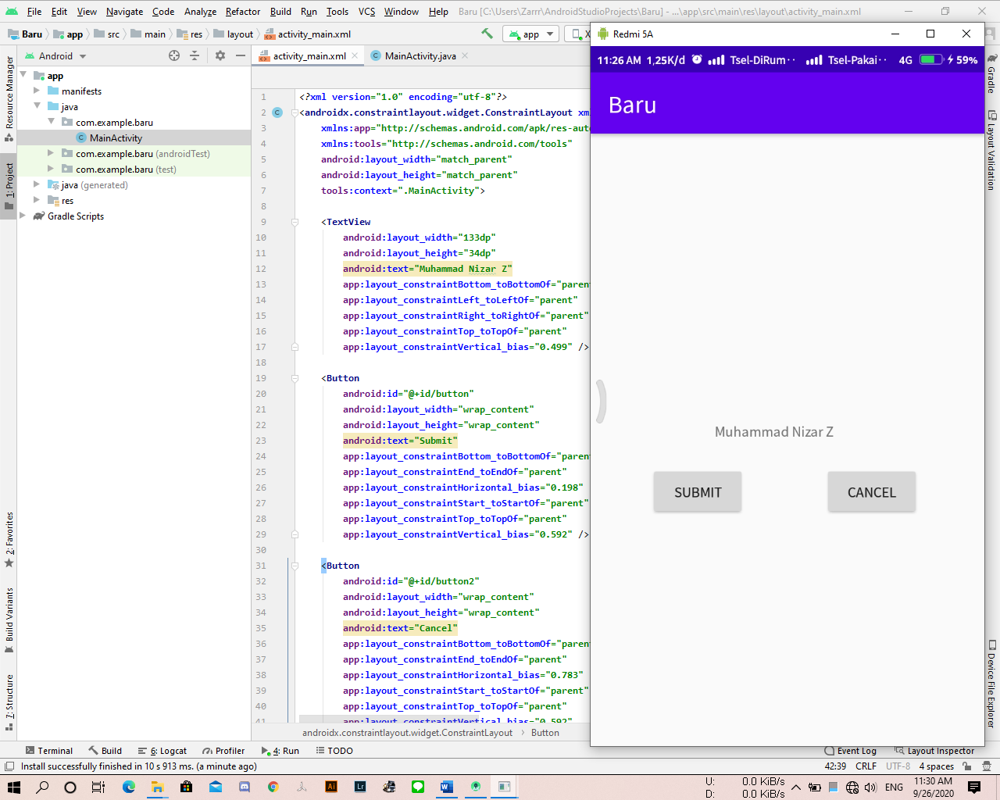 File Edit View Navigate Code Analyze Refactor Build Run Tools VCS Window Help Baru [C:\Users\Zarrr\AndroidStudioProjects\Baru] - ...\app\src\main\res\layout\activity_main.xml
Baru app src main res layout activity_main.xml app X
Redmi 5A
Android
activity_main.xml MainActivity.java
Resource Manager
1: Project
2: Favorites
Build Variants
7: Structure
app
manifests
java
com.example.baru
MainActivity
com.example.baru (androidTest)
com.example.baru (test)
java (generated)
res
Gradle Scripts
1 <?xml version="1.0" encoding="utf-8"?>
2 <androidx.constraintlayout.widget.ConstraintLayout xm
3 xmlns:app="http://schemas.android.com/apk/res-aut
4 xmlns:tools="http://schemas.android.com/tools"
5 android:layout_width="match_parent"
6 android:layout_height="match_parent"
7 tools:context=".MainActivity">
8
9 <TextView
10 android:layout_width="133dp"
11 android:layout_height="34dp"
12 android:text="Muhammad Nizar Z"
13 app:layout_constraintBottom_toBottomOf="paren
14 app:layout_constraintLeft_toLeftOf="parent"
15 app:layout_constraintRight_toRightOf="parent"
16 app:layout_constraintTop_toTopOf="parent"
17 app:layout_constraintVertical_bias="0.499" />
18
19 <Button
20 android:id="@+id/button"
21 android:layout_width="wrap_content"
22 android:layout_height="wrap_content"
23 android:text="Submit"
24 app:layout_constraintBottom_toBottomOf="paren
25 app:layout_constraintEnd_toEndOf="parent"
26 app:layout_constraintHorizontal_bias="0.198"
27 app:layout_constraintStart_toStartOf="parent"
28 app:layout_constraintTop_toTopOf="parent"
29 app:layout_constraintVertical_bias="0.592" />
30
31 <Button
32 android:id="@+id/button2"
33 android:layout_width="wrap_content"
34 android:layout_height="wrap_content"
35 android:text="Cancel"
36 app:layout_constraintBottom_toBottomOf="paren
37 app:layout_constraintEnd_toEndOf="parent"
38 app:layout_constraintHorizontal_bias="0.783"
39 app:layout_constraintStart_toStartOf="parent"
40 app:layout_constraintTop_toTopOf="parent"
41 app:layout_constraintVertical_bias="0.592"
androidx.constraintlayout.widget.ConstraintLayout Button
11:26 AM 1,25K/d Tsel-DiRum·· Tsel-Pakai·· 4G 59%
Baru
Muhammad Nizar Z
SUBMIT CANCEL
Gradle
Layout Validation
Device File Explorer
Terminal Build 6: Logcat Profiler 4: Run TODO Event Log Layout Inspector
Install successfully finished in 10 s 913 ms. (a minute ago) 42:39 CRLF UTF-8 4 spaces
Ai Lr W
U: 0.0 KiB/s
D: 0.0 KiB/s
ENG
11:30 AM
9/26/2020